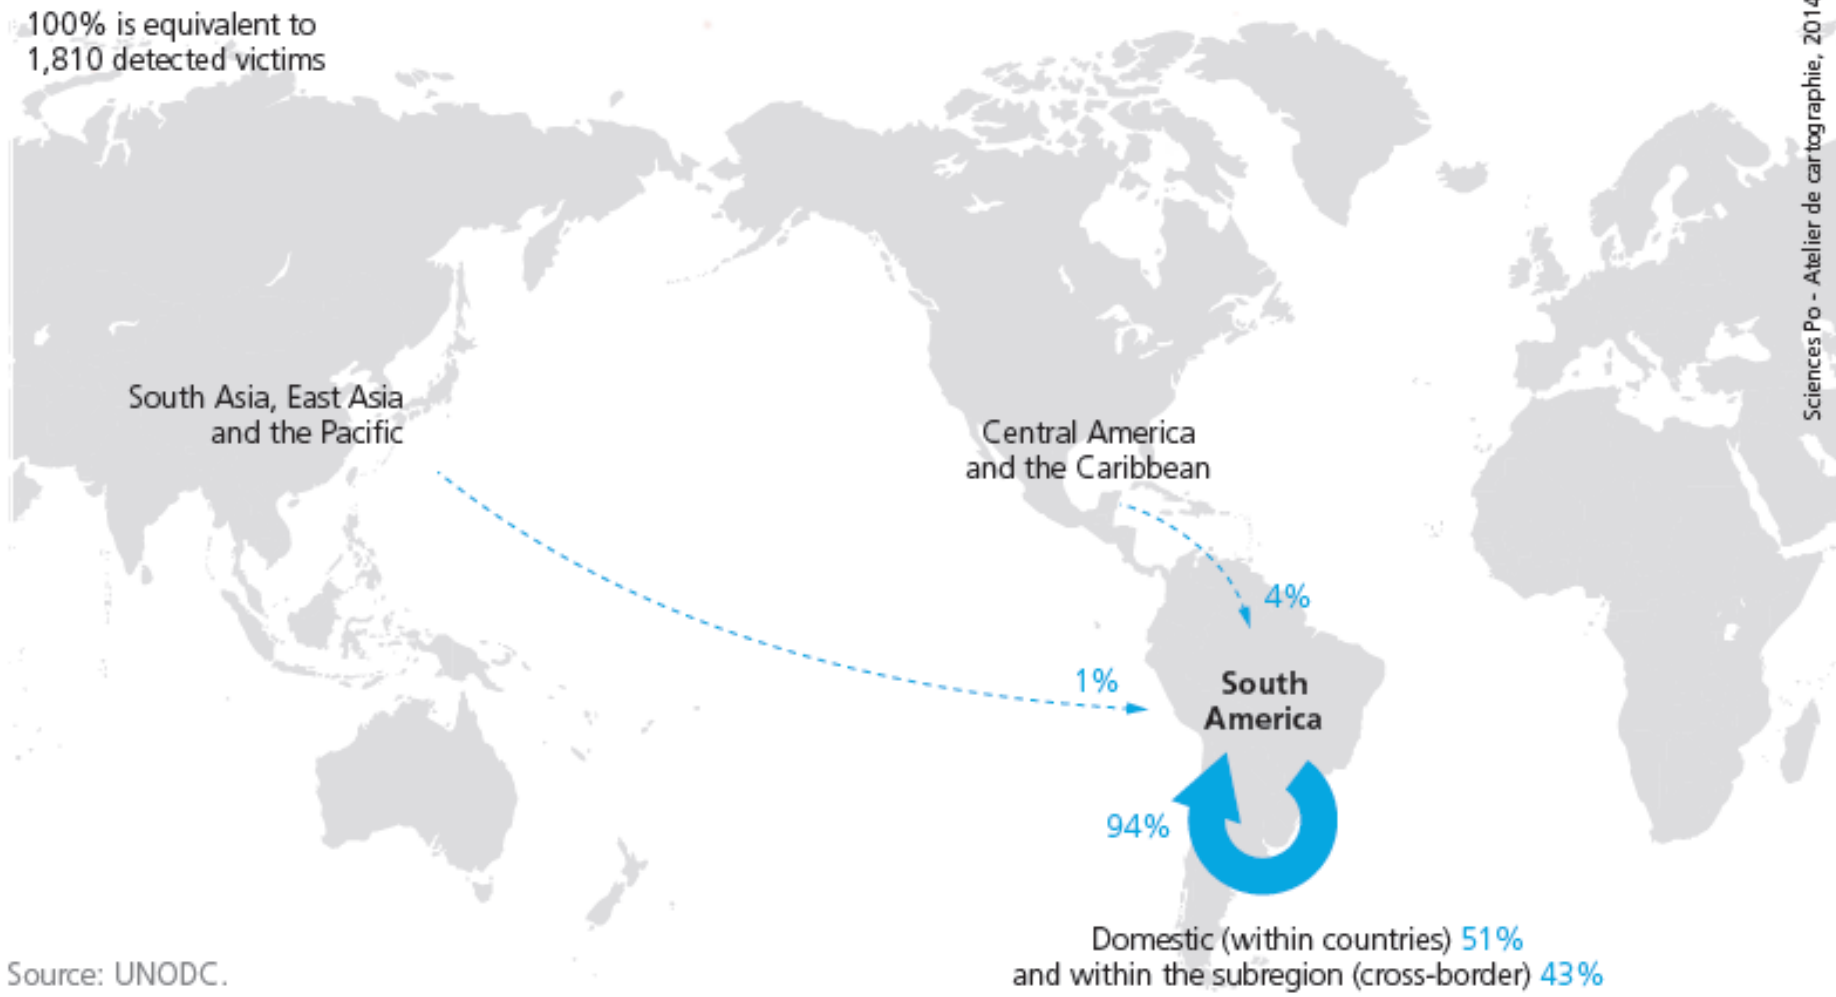 100% is equivalent to
1,810 detected victims
Sciences Po - Atelier de cartographie, 2014
South Asia, East Asia
and the Pacific
Central America
and the Caribbean
4%
1%
South
America
94%
Domestic (within countries) 51%
and within the subregion (cross-border) 43%
Source: UNODC.